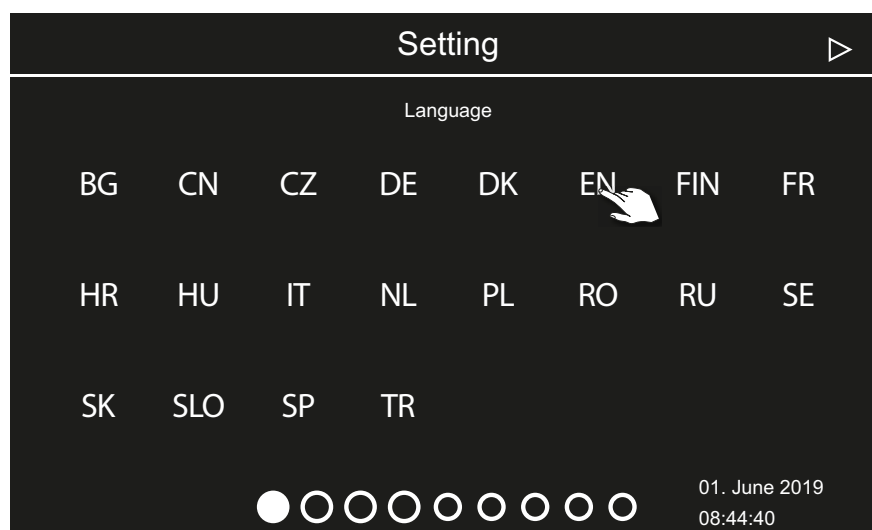 Setting
Language
BG CN CZ DE DK EN FIN FR
HR HU IT NL PL RO RU SE
SK SLO SP TR
01. June 2019
08:44:40